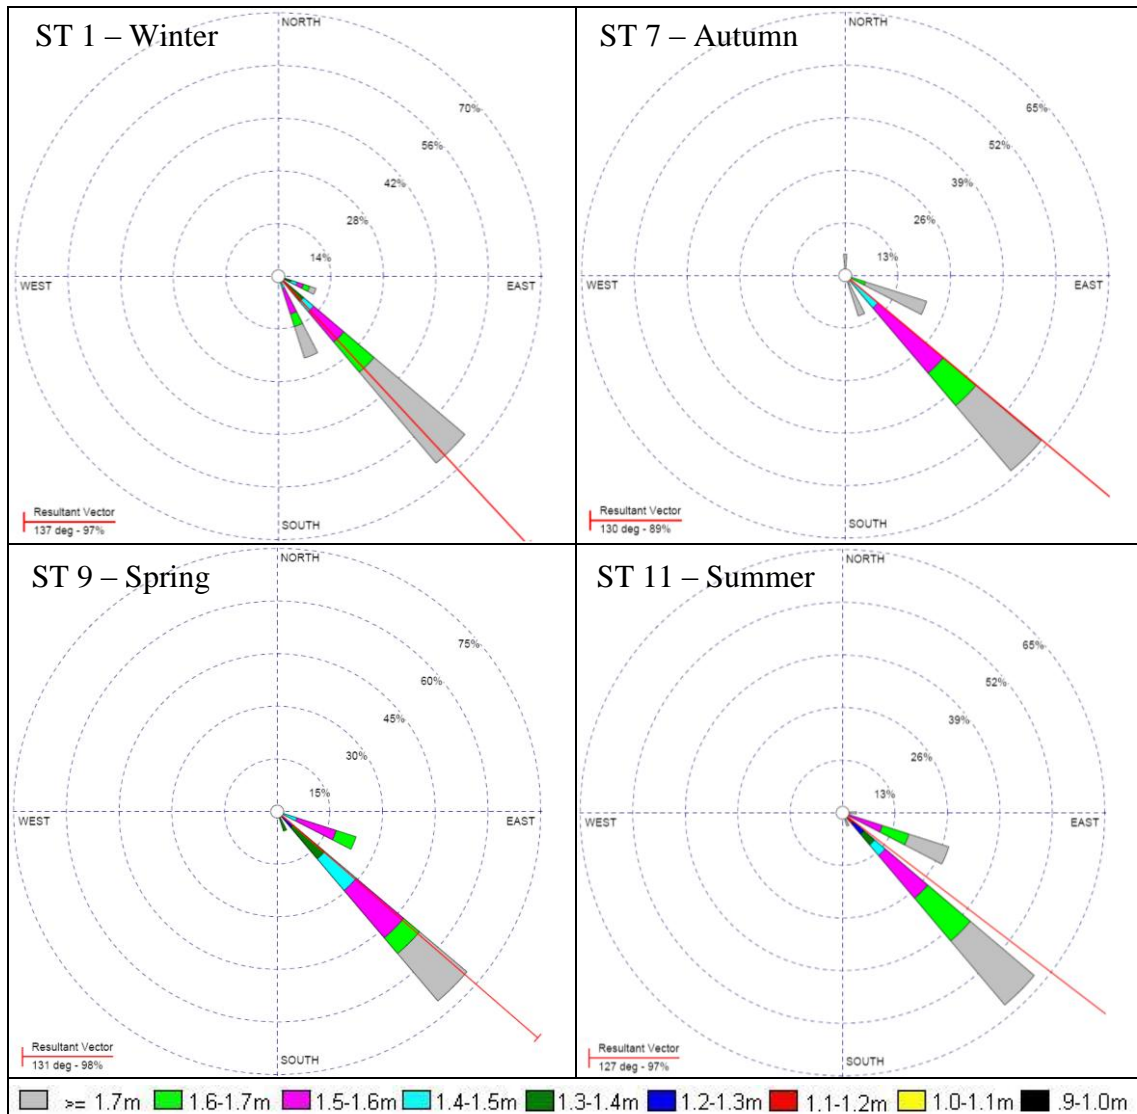 ST 1 – Winter
NORTH
70%
56%
42%
28%
14%
WEST
EAST
SOUTH
Resultant Vector
137 deg - 97%
ST 7 – Autumn
NORTH
65%
52%
39%
26%
13%
WEST
EAST
SOUTH
Resultant Vector
130 deg - 89%
ST 9 – Spring
NORTH
75%
60%
45%
30%
15%
WEST
EAST
SOUTH
Resultant Vector
131 deg - 98%
ST 11 – Summer
NORTH
65%
52%
39%
26%
13%
WEST
EAST
SOUTH
Resultant Vector
127 deg - 97%
>= 1.7m 1.6-1.7m 1.5-1.6m 1.4-1.5m 1.3-1.4m 1.2-1.3m 1.1-1.2m 1.0-1.1m .9-1.0m